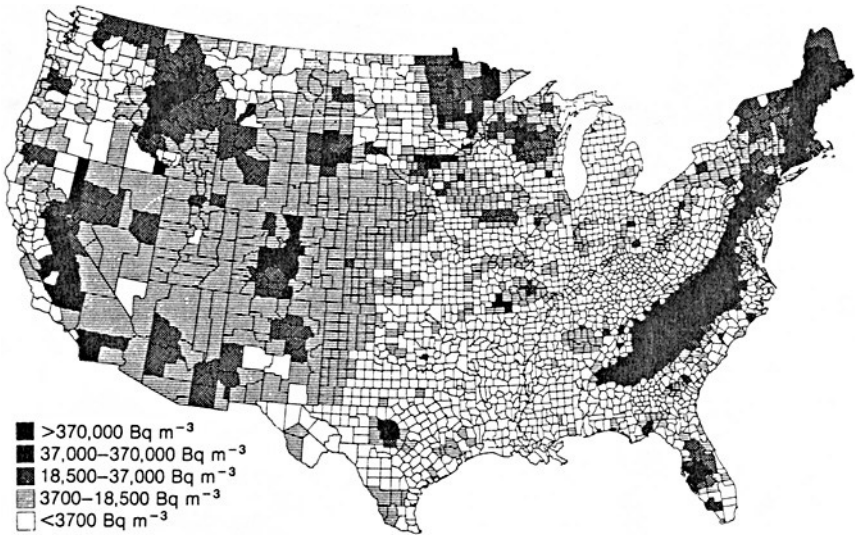 >370,000 Bq m⁻³
37,000–370,000 Bq m⁻³
18,500–37,000 Bq m⁻³
3700–18,500 Bq m⁻³
<3700 Bq m⁻³